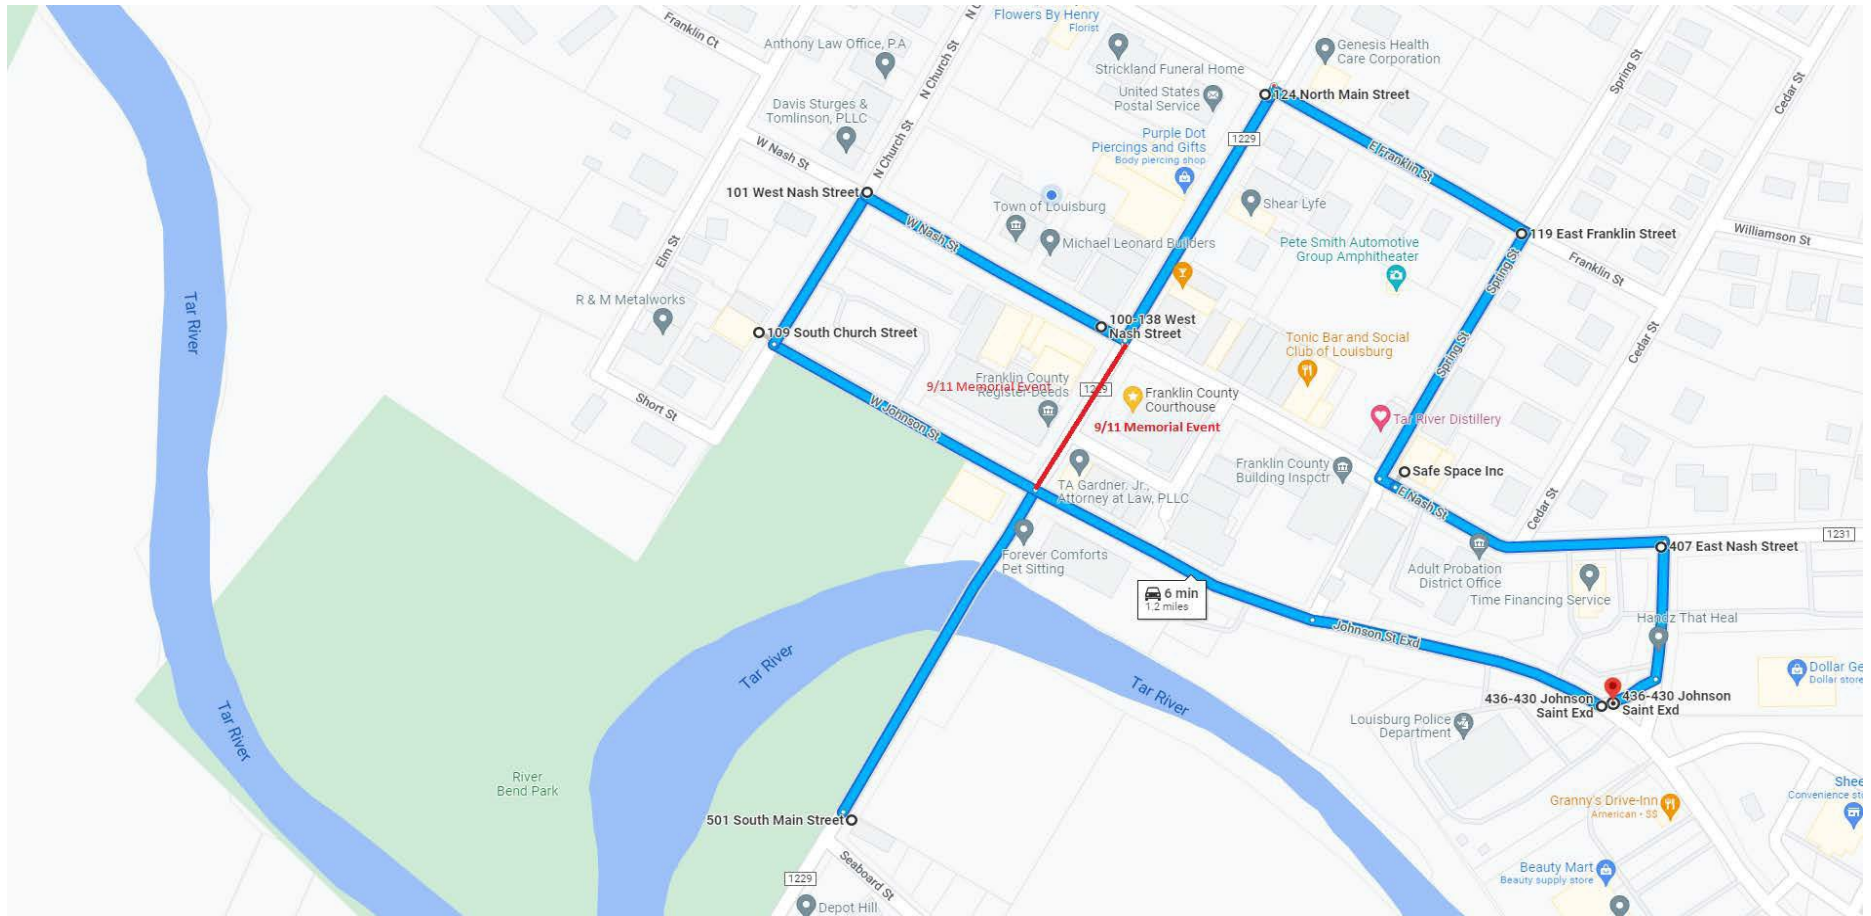 Franklin Ct
N Church St
N C
Flowers By Henry
Florist
Anthony Law Office, P.A
Strickland Funeral Home
Genesis Health
Care Corporation
Spring St
Cedar St
United States
Postal Service
124 North Main Street
Davis Sturges &
Tomlinson, PLLC
W Nash St
N Church St
Purple Dot
Piercings and Gifts
Body piercing shop
1229
E Franklin St
101 West Nash Street
Town of Louisburg
Shear Lyfe
W Nash St
Michael Leonard Builders
Pete Smith Automotive
Group Amphitheater
119 East Franklin Street
Williamson St
Franklin St
Elm St
Spring St
R & M Metalworks
Tar River
109 South Church Street
100-138 West
Nash Street
Tonic Bar and Social
Club of Louisburg
Spring St
Cedar St
9/11 Memorial Event
Franklin County
Register-Deeds
1229
Franklin County
Courthouse
Short St
W Johnson St
9/11 Memorial Event
Tar River Distillery
TA Gardner. Jr.,
Attorney at Law, PLLC
Franklin County
Building Inspctr
Safe Space Inc
E Nash St
Cedar St
1231
407 East Nash Street
Forever Comforts
Pet Sitting
Adult Probation
District Office
Time Financing Service
6 min
1.2 miles
Handz That Heal
Johnson St Exd
Tar River
Tar River
Tar River
436-430 Johnson
Saint Exd
436-430 Johnson
Saint Exd
Dollar Ge
Dollar store
Louisburg Police
Department
River
Bend Park
501 South Main Street
Granny's Drive-Inn
American • $$
Shee
Convenience sto
Seaboard St
1229
Depot Hill
Beauty Mart
Beauty supply store